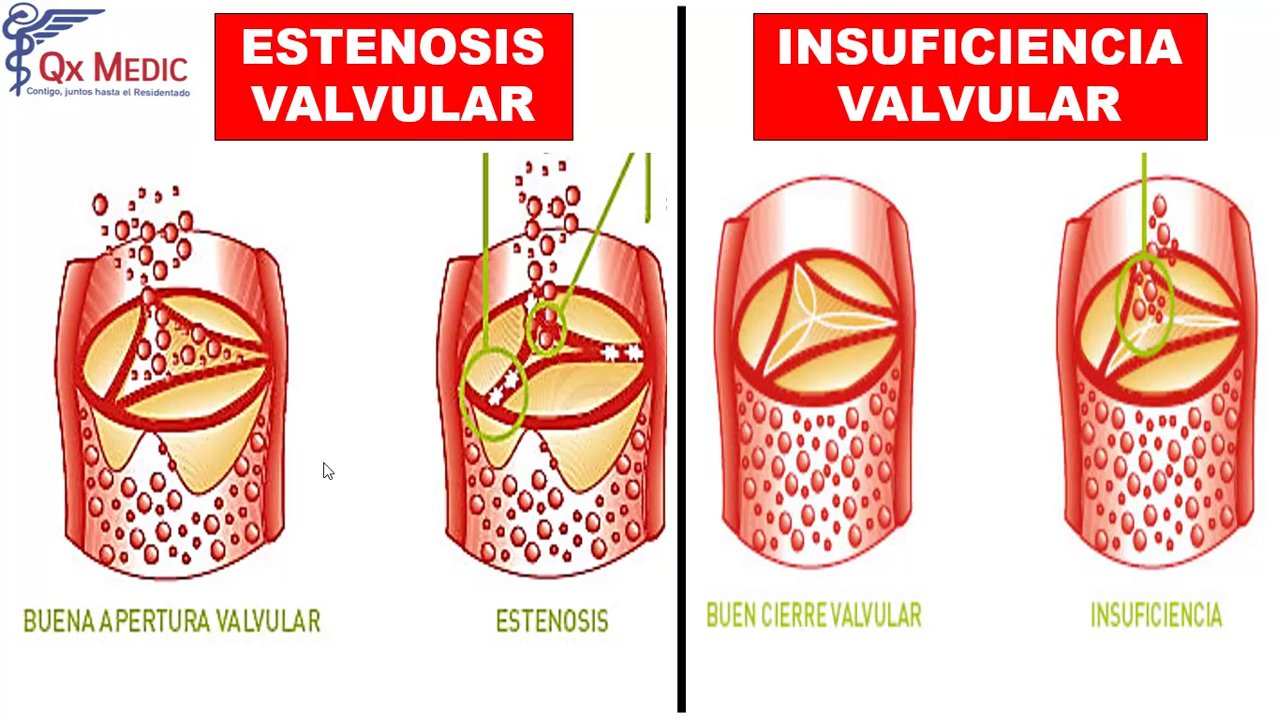 Qx MEDIC
Contigo, juntos hasta el Residentado
ESTENOSIS
VALVULAR
INSUFICIENCIA
VALVULAR
BUENA APERTURA VALVULAR
ESTENOSIS
BUEN CIERRE VALVULAR
INSUFICIENCIA